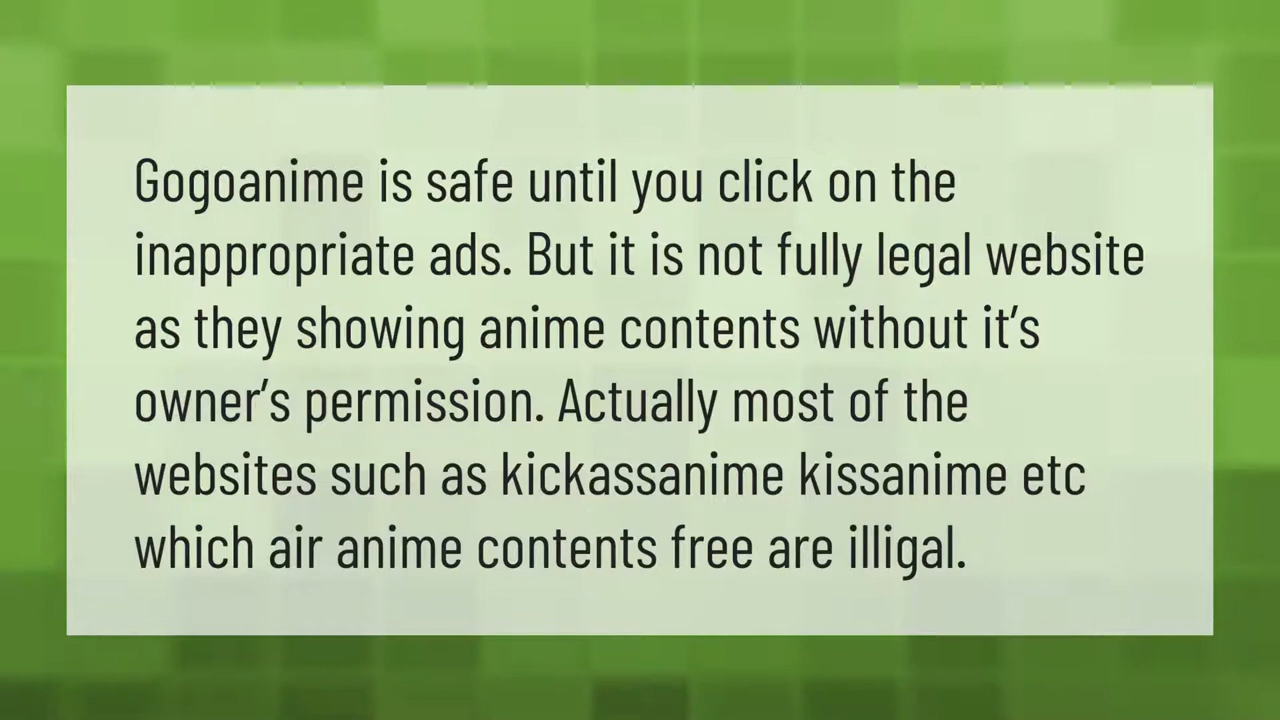 Gogoanime is safe until you click on the
inappropriate ads. But it is not fully legal website
as they showing anime contents without it’s
owner’s permission. Actually most of the
websites such as kickassanime kissanime etc
which air anime contents free are illigal.